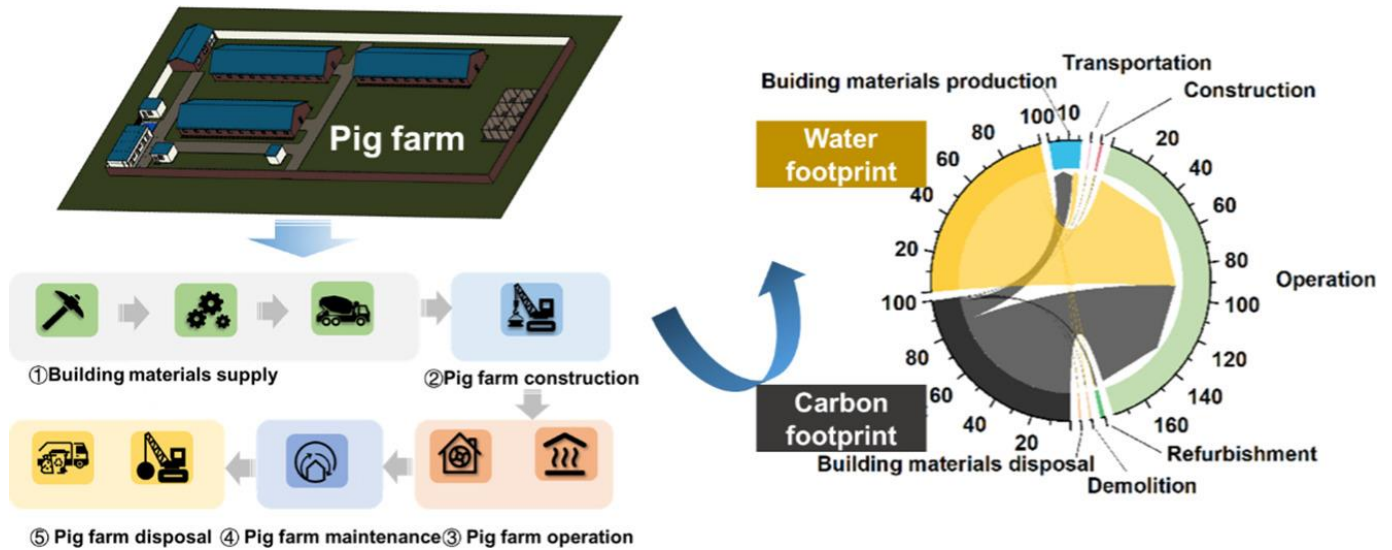 Pig farm
①Building materials supply
②Pig farm construction
⑤ Pig farm disposal
④ Pig farm maintenance
③ Pig farm operation
Water
footprint
Carbon
footprint
Buiding materials production
Transportation
Construction
Operation
Refurbishment
Demolition
Building materials disposal
20
40
60
80
100
10
20
40
60
80
100
120
140
160
20
40
60
80
100